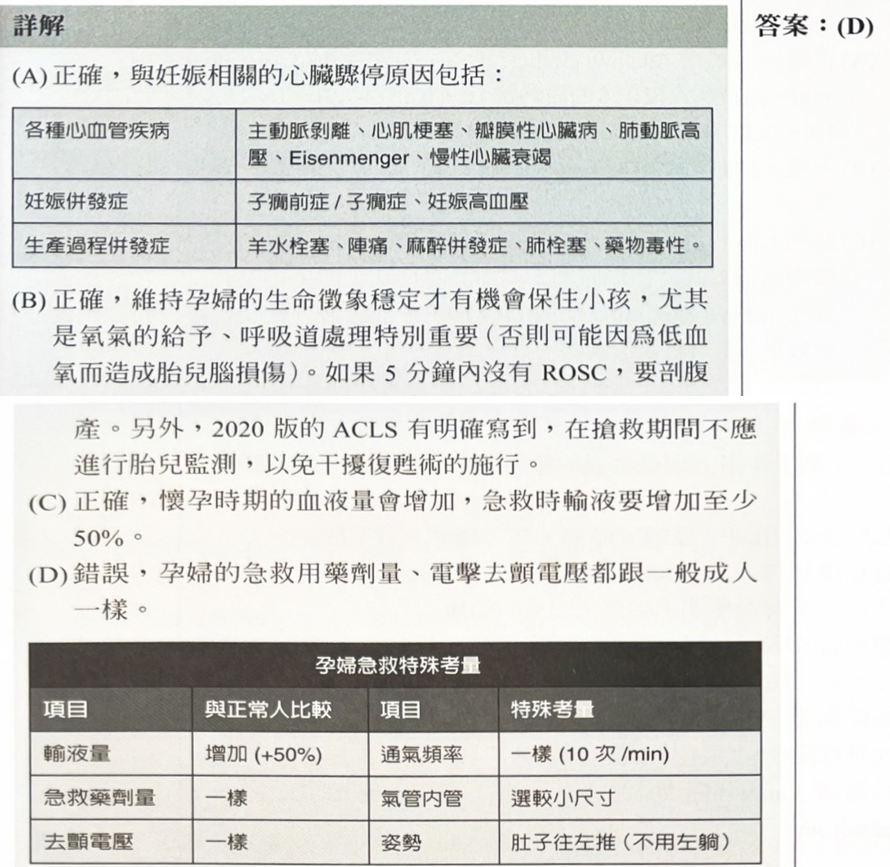 詳解
答案：(D)
(A) 正確，與妊娠相關的心臟驟停原因包括：
各種心血管疾病 主動脈剝離、心肌梗塞、瓣膜性心臟病、肺動脈高
壓、Eisenmenger、慢性心臟衰竭
妊娠併發症 子癇前症 / 子癇症、妊娠高血壓
生產過程併發症 羊水栓塞、陣痛、麻醉併發症、肺栓塞、藥物毒性。
(B) 正確，維持孕婦的生命徵象穩定才有機會保住小孩，尤其
是氧氣的給予、呼吸道處理特別重要（否則可能因為低血
氧而造成胎兒腦損傷）。如果 5 分鐘內沒有 ROSC，要剖腹
產。另外，2020 版的 ACLS 有明確寫到，在搶救期間不應
進行胎兒監測，以免干擾復甦術的施行。
(C) 正確，懷孕時期的血液量會增加，急救時輸液要增加至少
50%。
(D) 錯誤，孕婦的急救用藥劑量、電擊去顫電壓都跟一般成人
一樣。
孕婦急救特殊考量
項目 與正常人比較 項目 特殊考量
輸液量 增加 (+50%) 通氣頻率 一樣 (10 次 /min)
急救藥劑量 一樣 氣管內管 選較小尺寸
去顫電壓 一樣 姿勢 肚子往左推（不用左躺）